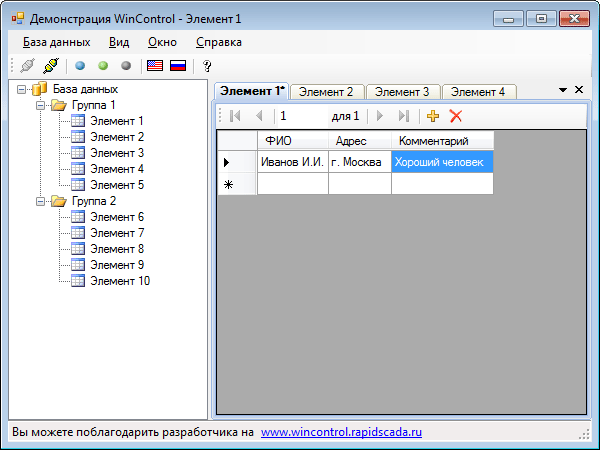 Демонстрация WinControl - Элемент1
База данных Вид Окно Справка
?
База данных
Группа 1
Элемент 1
Элемент 2
Элемент 3
Элемент 4
Элемент 5
Группа 2
Элемент 6
Элемент 7
Элемент 8
Элемент 9
Элемент 10
Элемент 1* Элемент 2 Элемент 3 Элемент 4
1 для 1
ФИО Адрес Комментарий
Иванов И.И. г. Москва Хороший человек
Вы можете поблагодарить разработчика на www.wincontrol.rapidscada.ru